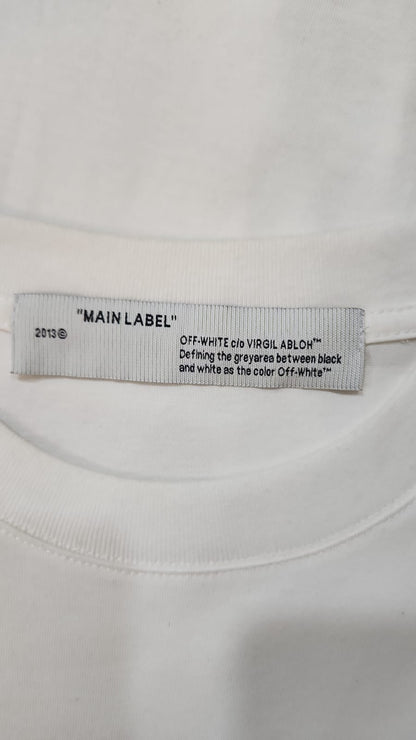 "MAIN LABEL"
2013©
OFF-WHITE c/o VIRGIL ABLOH™
Defining the greyarea between black
and white as the color Off-White™